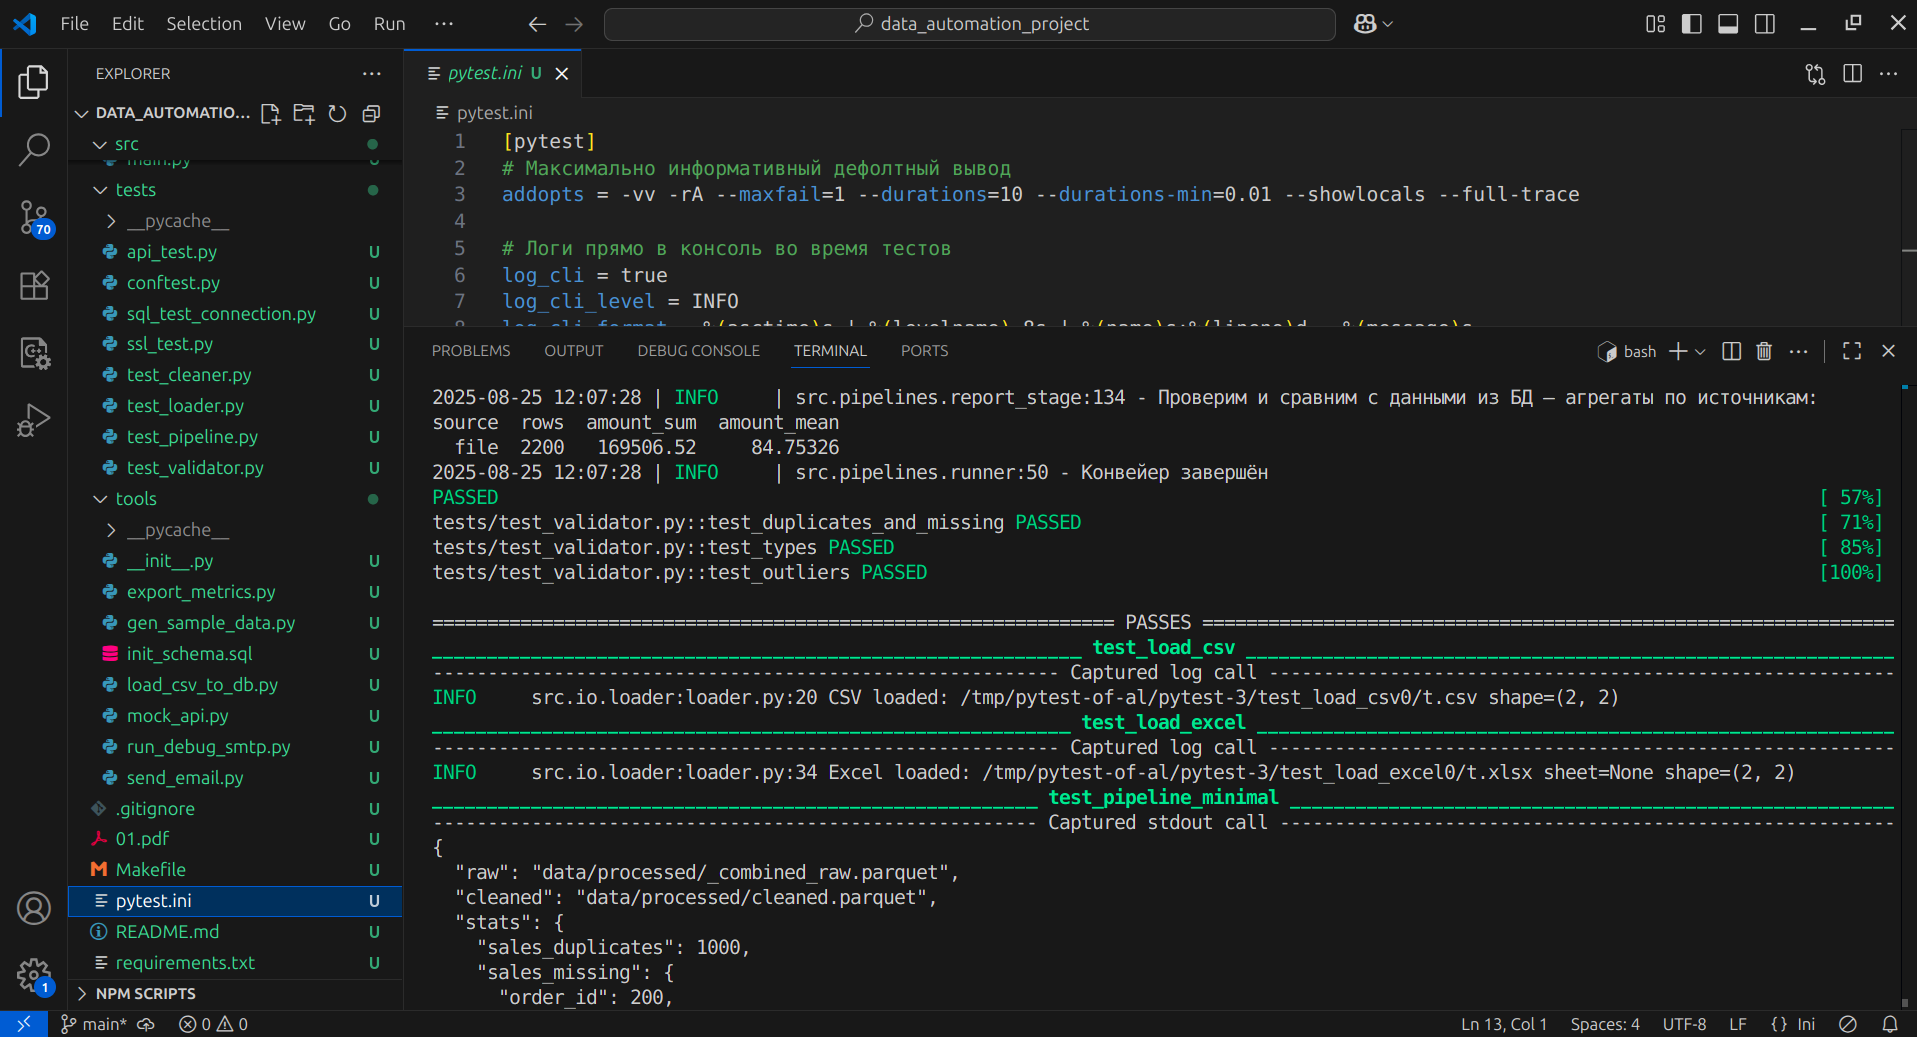 File Edit Selection View Go Run ···
data_automation_project
EXPLORER
DATA_AUTOMATIO...
src
main.py
tests
__pycache__
api_test.py U
conftest.py U
sql_test_connection.py U
ssl_test.py U
test_cleaner.py U
test_loader.py U
test_pipeline.py U
test_validator.py U
tools
__pycache__
__init__.py U
export_metrics.py U
gen_sample_data.py U
init_schema.sql U
load_csv_to_db.py U
mock_api.py U
run_debug_smtp.py U
send_email.py U
.gitignore U
01.pdf U
Makefile U
pytest.ini U
README.md U
requirements.txt U
NPM SCRIPTS
70
1
pytest.ini U
pytest.ini
1 [pytest]
2 # Максимально информативный дефолтный вывод
3 addopts = -vv -rA --maxfail=1 --durations=10 --durations-min=0.01 --showlocals --full-trace
4
5 # Логи прямо в консоль во время тестов
6 log_cli = true
7 log_cli_level = INFO
8 log_cli_format = %(asctime)s | %(levelname)-8s | %(name)s:%(lineno)d - %(message)s
PROBLEMS OUTPUT DEBUG CONSOLE TERMINAL PORTS
bash
2025-08-25 12:07:28 | INFO | src.pipelines.report_stage:134 - Проверим и сравним с данными из БД — агрегаты по источникам:
source rows amount_sum amount_mean
file 2200 169506.52 84.75326
2025-08-25 12:07:28 | INFO | src.pipelines.runner:50 - Конвейер завершён
PASSED [ 57%]
tests/test_validator.py::test_duplicates_and_missing PASSED [ 71%]
tests/test_validator.py::test_types PASSED [ 85%]
tests/test_validator.py::test_outliers PASSED [100%]
PASSES
test_load_csv
Captured log call
INFO src.io.loader:loader.py:20 CSV loaded: /tmp/pytest-of-al/pytest-3/test_load_csv0/t.csv shape=(2, 2)
test_load_excel
Captured log call
INFO src.io.loader:loader.py:34 Excel loaded: /tmp/pytest-of-al/pytest-3/test_load_excel0/t.xlsx sheet=None shape=(2, 2)
test_pipeline_minimal
Captured stdout call
{
"raw": "data/processed/_combined_raw.parquet",
"cleaned": "data/processed/cleaned.parquet",
"stats": {
"sales_duplicates": 1000,
"sales_missing": {
"order_id": 200,
main* 0 0
Ln 13, Col 1 Spaces: 4 UTF-8 LF {} Ini